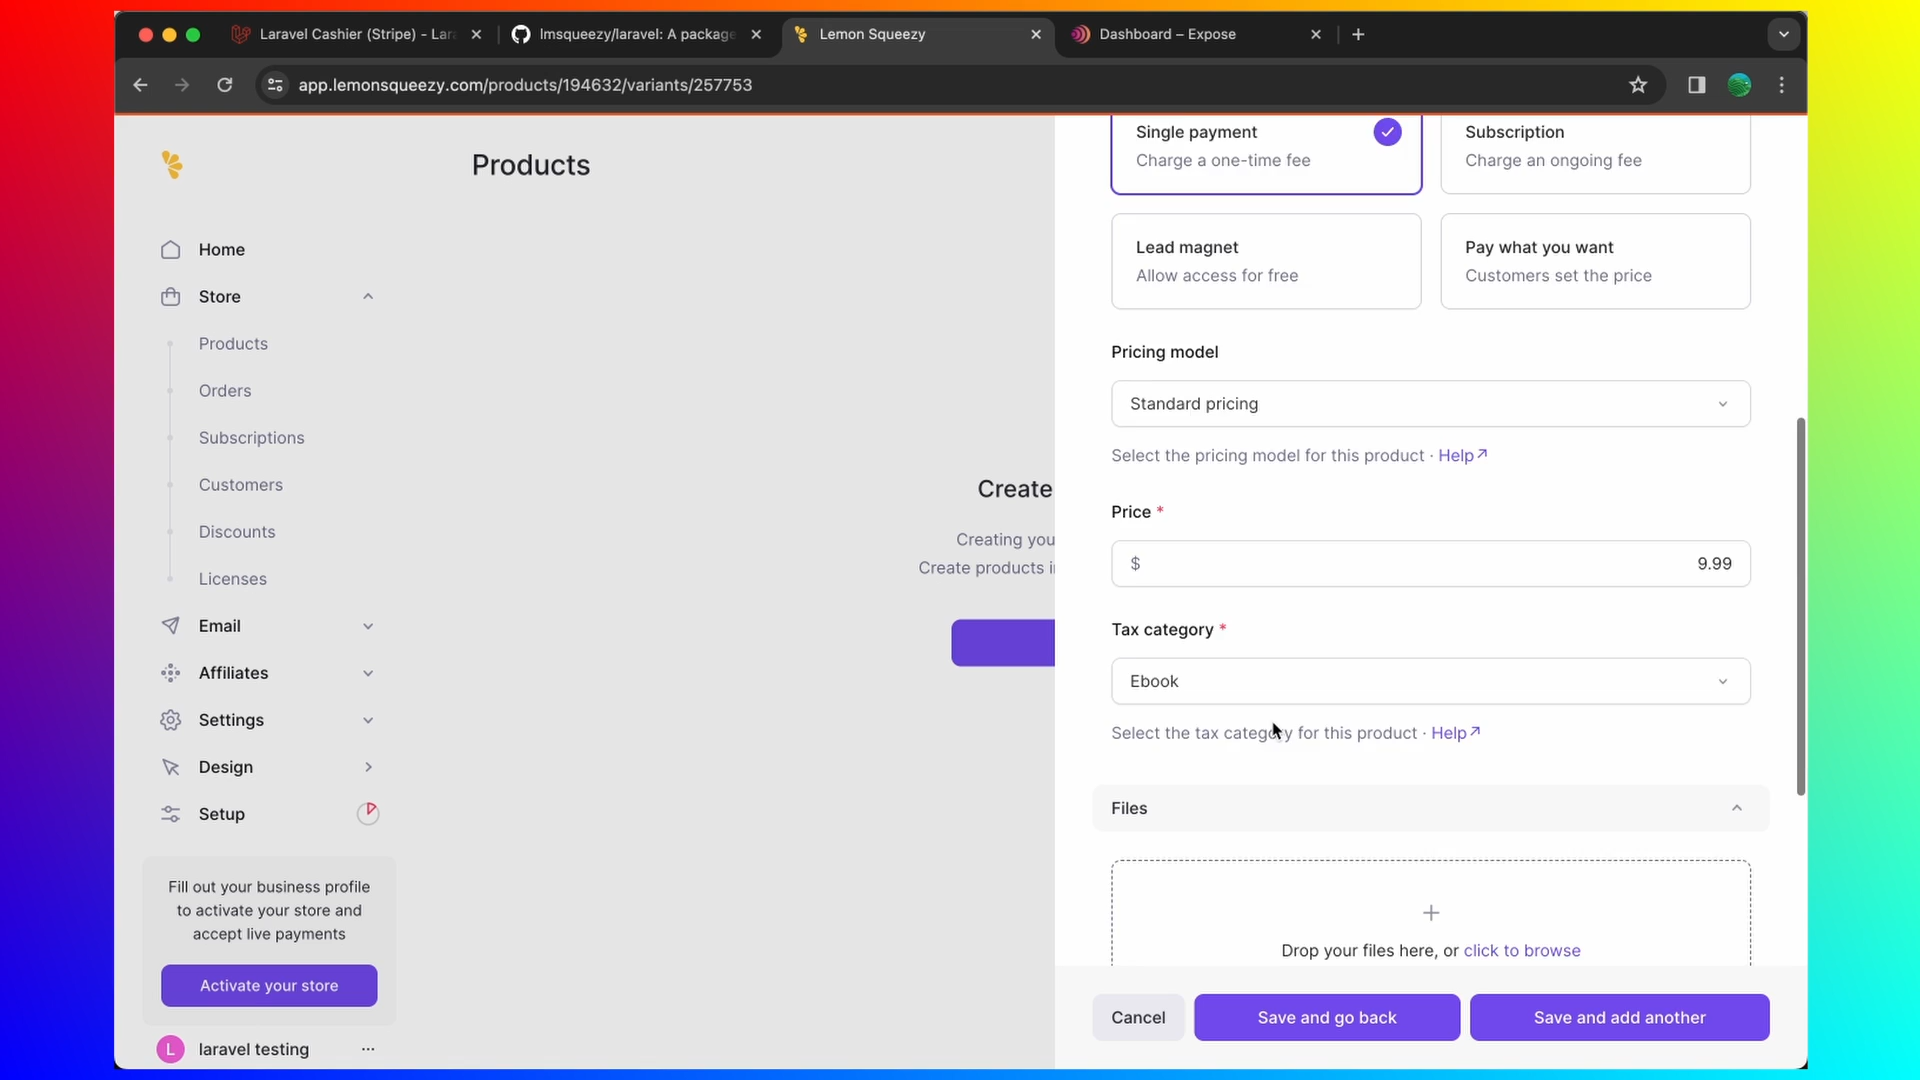 Laravel Cashier (Stripe) - Lar
lmsqueezy/laravel: A package
Lemon Squeezy
Dashboard – Expose
app.lemonsqueezy.com/products/194632/variants/257753
Products
Home
Store
Products
Orders
Subscriptions
Customers
Discounts
Licenses
Email
Affiliates
Settings
Design
Setup
Fill out your business profile
to activate your store and
accept live payments
Activate your store
L
laravel testing
Create
Creating you
Create products i
Single payment
Charge a one-time fee
Subscription
Charge an ongoing fee
Lead magnet
Allow access for free
Pay what you want
Customers set the price
Pricing model
Standard pricing
Select the pricing model for this product · Help
Price *
$ 9.99
Tax category *
Ebook
Select the tax category for this product · Help
Files
Drop your files here, or click to browse
Cancel
Save and go back
Save and add another